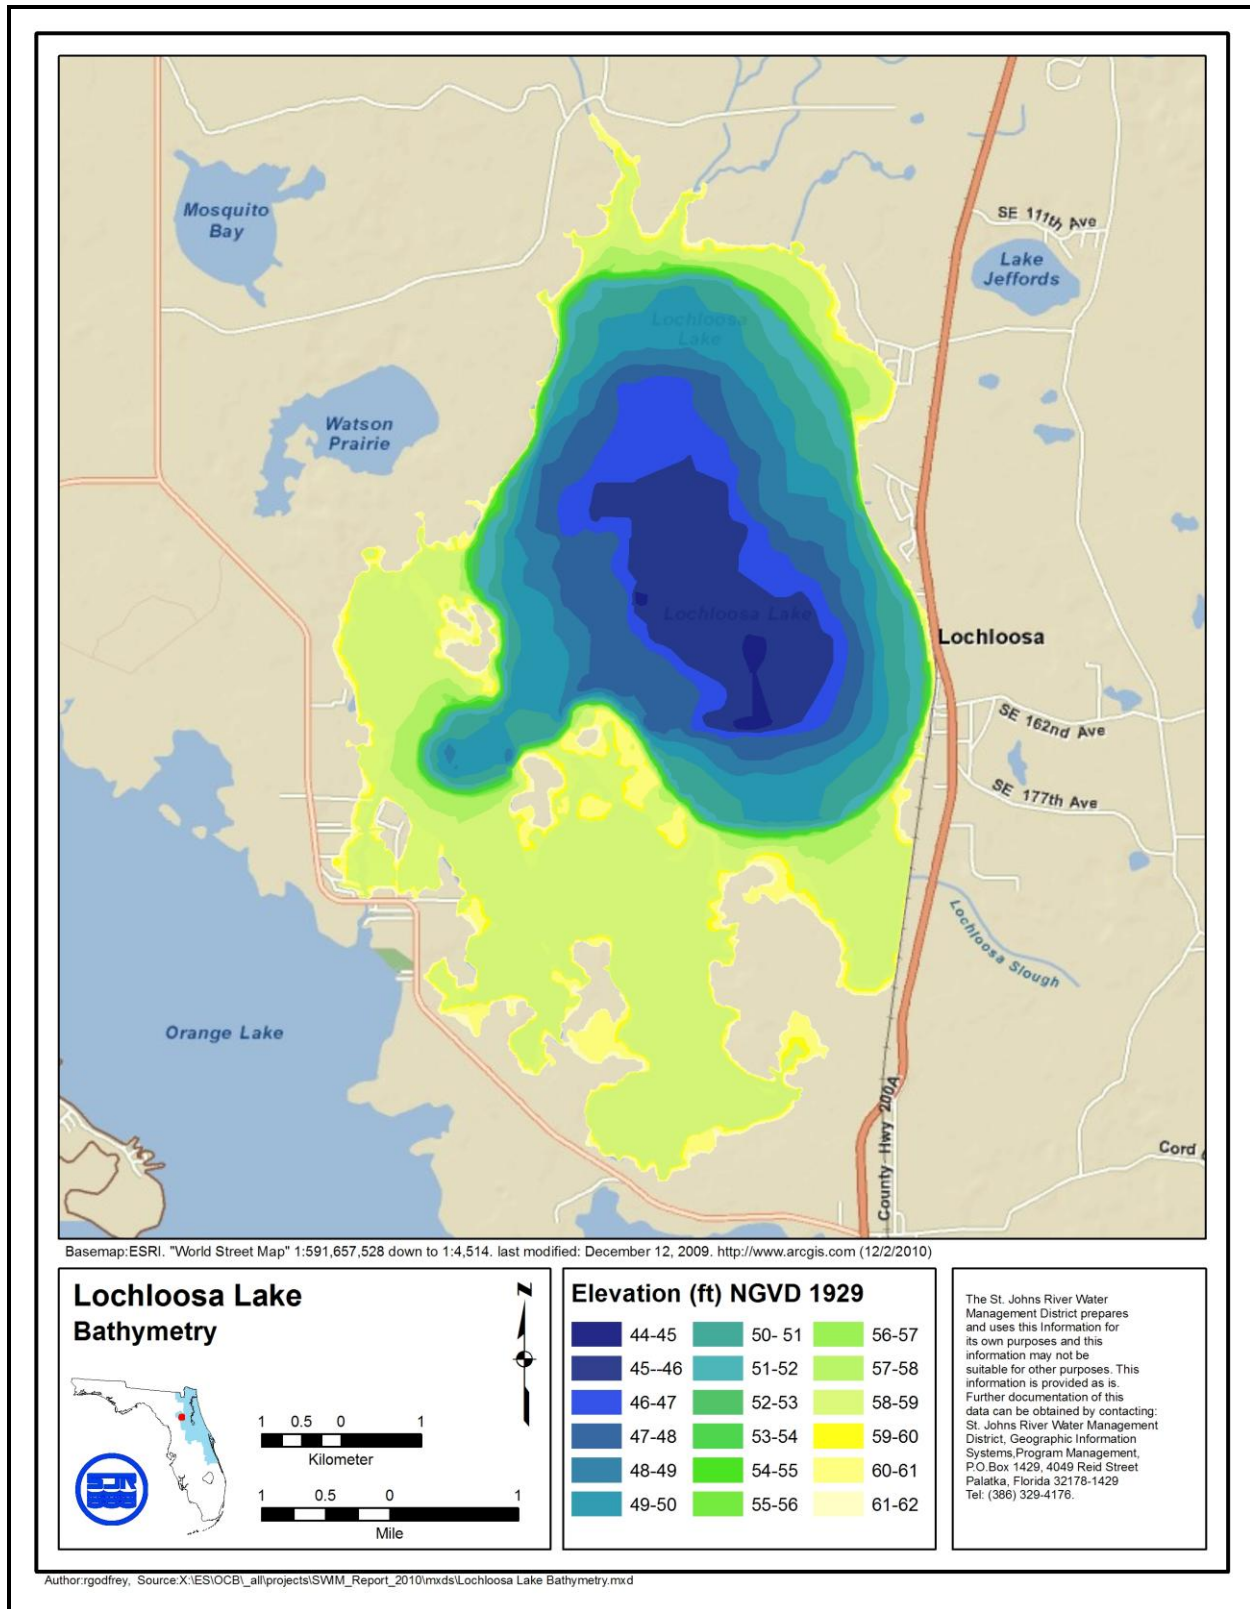 Mosquito
Bay
SE 111th Ave
Lake
Jeffords
Lochloosa
Lake
Watson
Prairie
Lochloosa Lake
Lochloosa
SE 162nd Ave
SE 177th Ave
Lochloosa Slough
Orange Lake
County Hwy 200A
Cord
Basemap:ESRI. "World Street Map" 1:591,657,528 down to 1:4,514. last modified: December 12, 2009. http://www.arcgis.com (12/2/2010)
Lochloosa Lake
Bathymetry
N
1 0.5 0 1
Kilometer
1 0.5 0 1
Mile
Elevation (ft) NGVD 1929
44-45 50- 51 56-57
45--46 51-52 57-58
46-47 52-53 58-59
47-48 53-54 59-60
48-49 54-55 60-61
49-50 55-56 61-62
The St. Johns River Water
Management District prepares
and uses this Information for
its own purposes and this
information may not be
suitable for other purposes. This
information is provided as is.
Further documentation of this
data can be obtained by contacting:
St. Johns River Water Management
District, Geographic Information
Systems,Program Management,
P.O.Box 1429, 4049 Reid Street
Palatka, Florida 32178-1429
Tel: (386) 329-4176.
Author:rgodfrey, Source:X:\ES\OCB\_all\projects\SWIM_Report_2010\mxds\Lochloosa Lake Bathymetry.mxd